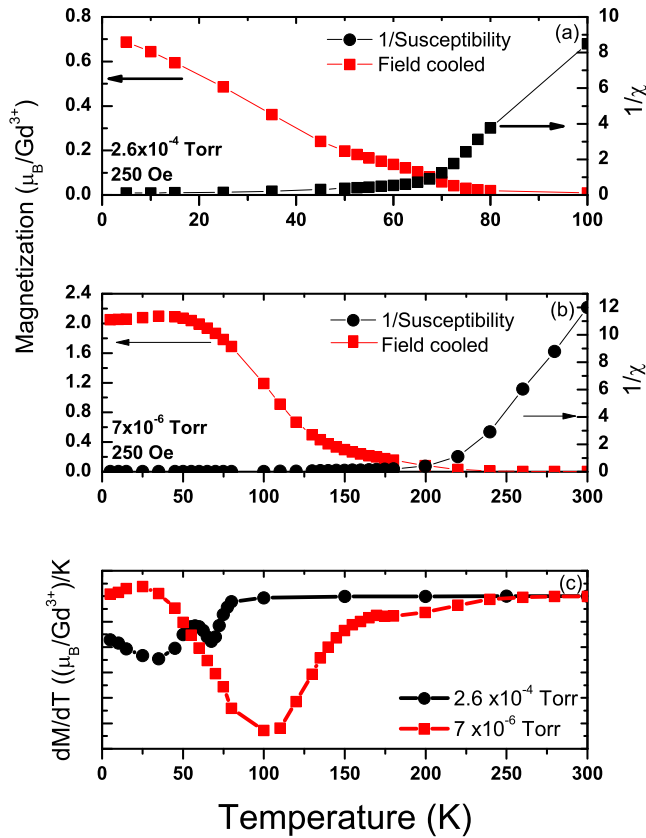 (a)
1/Susceptibility
Field cooled
2.6x10⁻⁴ Torr
250 Oe
0.8
0.6
0.4
0.2
0.0
10
8
6
4
2
0
1/χ
0 20 40 60 80 100
Magnetization (μ_B/Gd³⁺)
(b)
1/Susceptibility
Field cooled
7x10⁻⁶ Torr
250 Oe
2.4
2.0
1.6
1.2
0.8
0.4
0.0
12
10
8
6
4
2
0
1/χ
0 50 100 150 200 250 300
(c)
2.6 x10⁻⁴ Torr
7 x10⁻⁶ Torr
dM/dT ((μ_B/Gd³⁺)/K
0 50 100 150 200 250 300
Temperature (K)